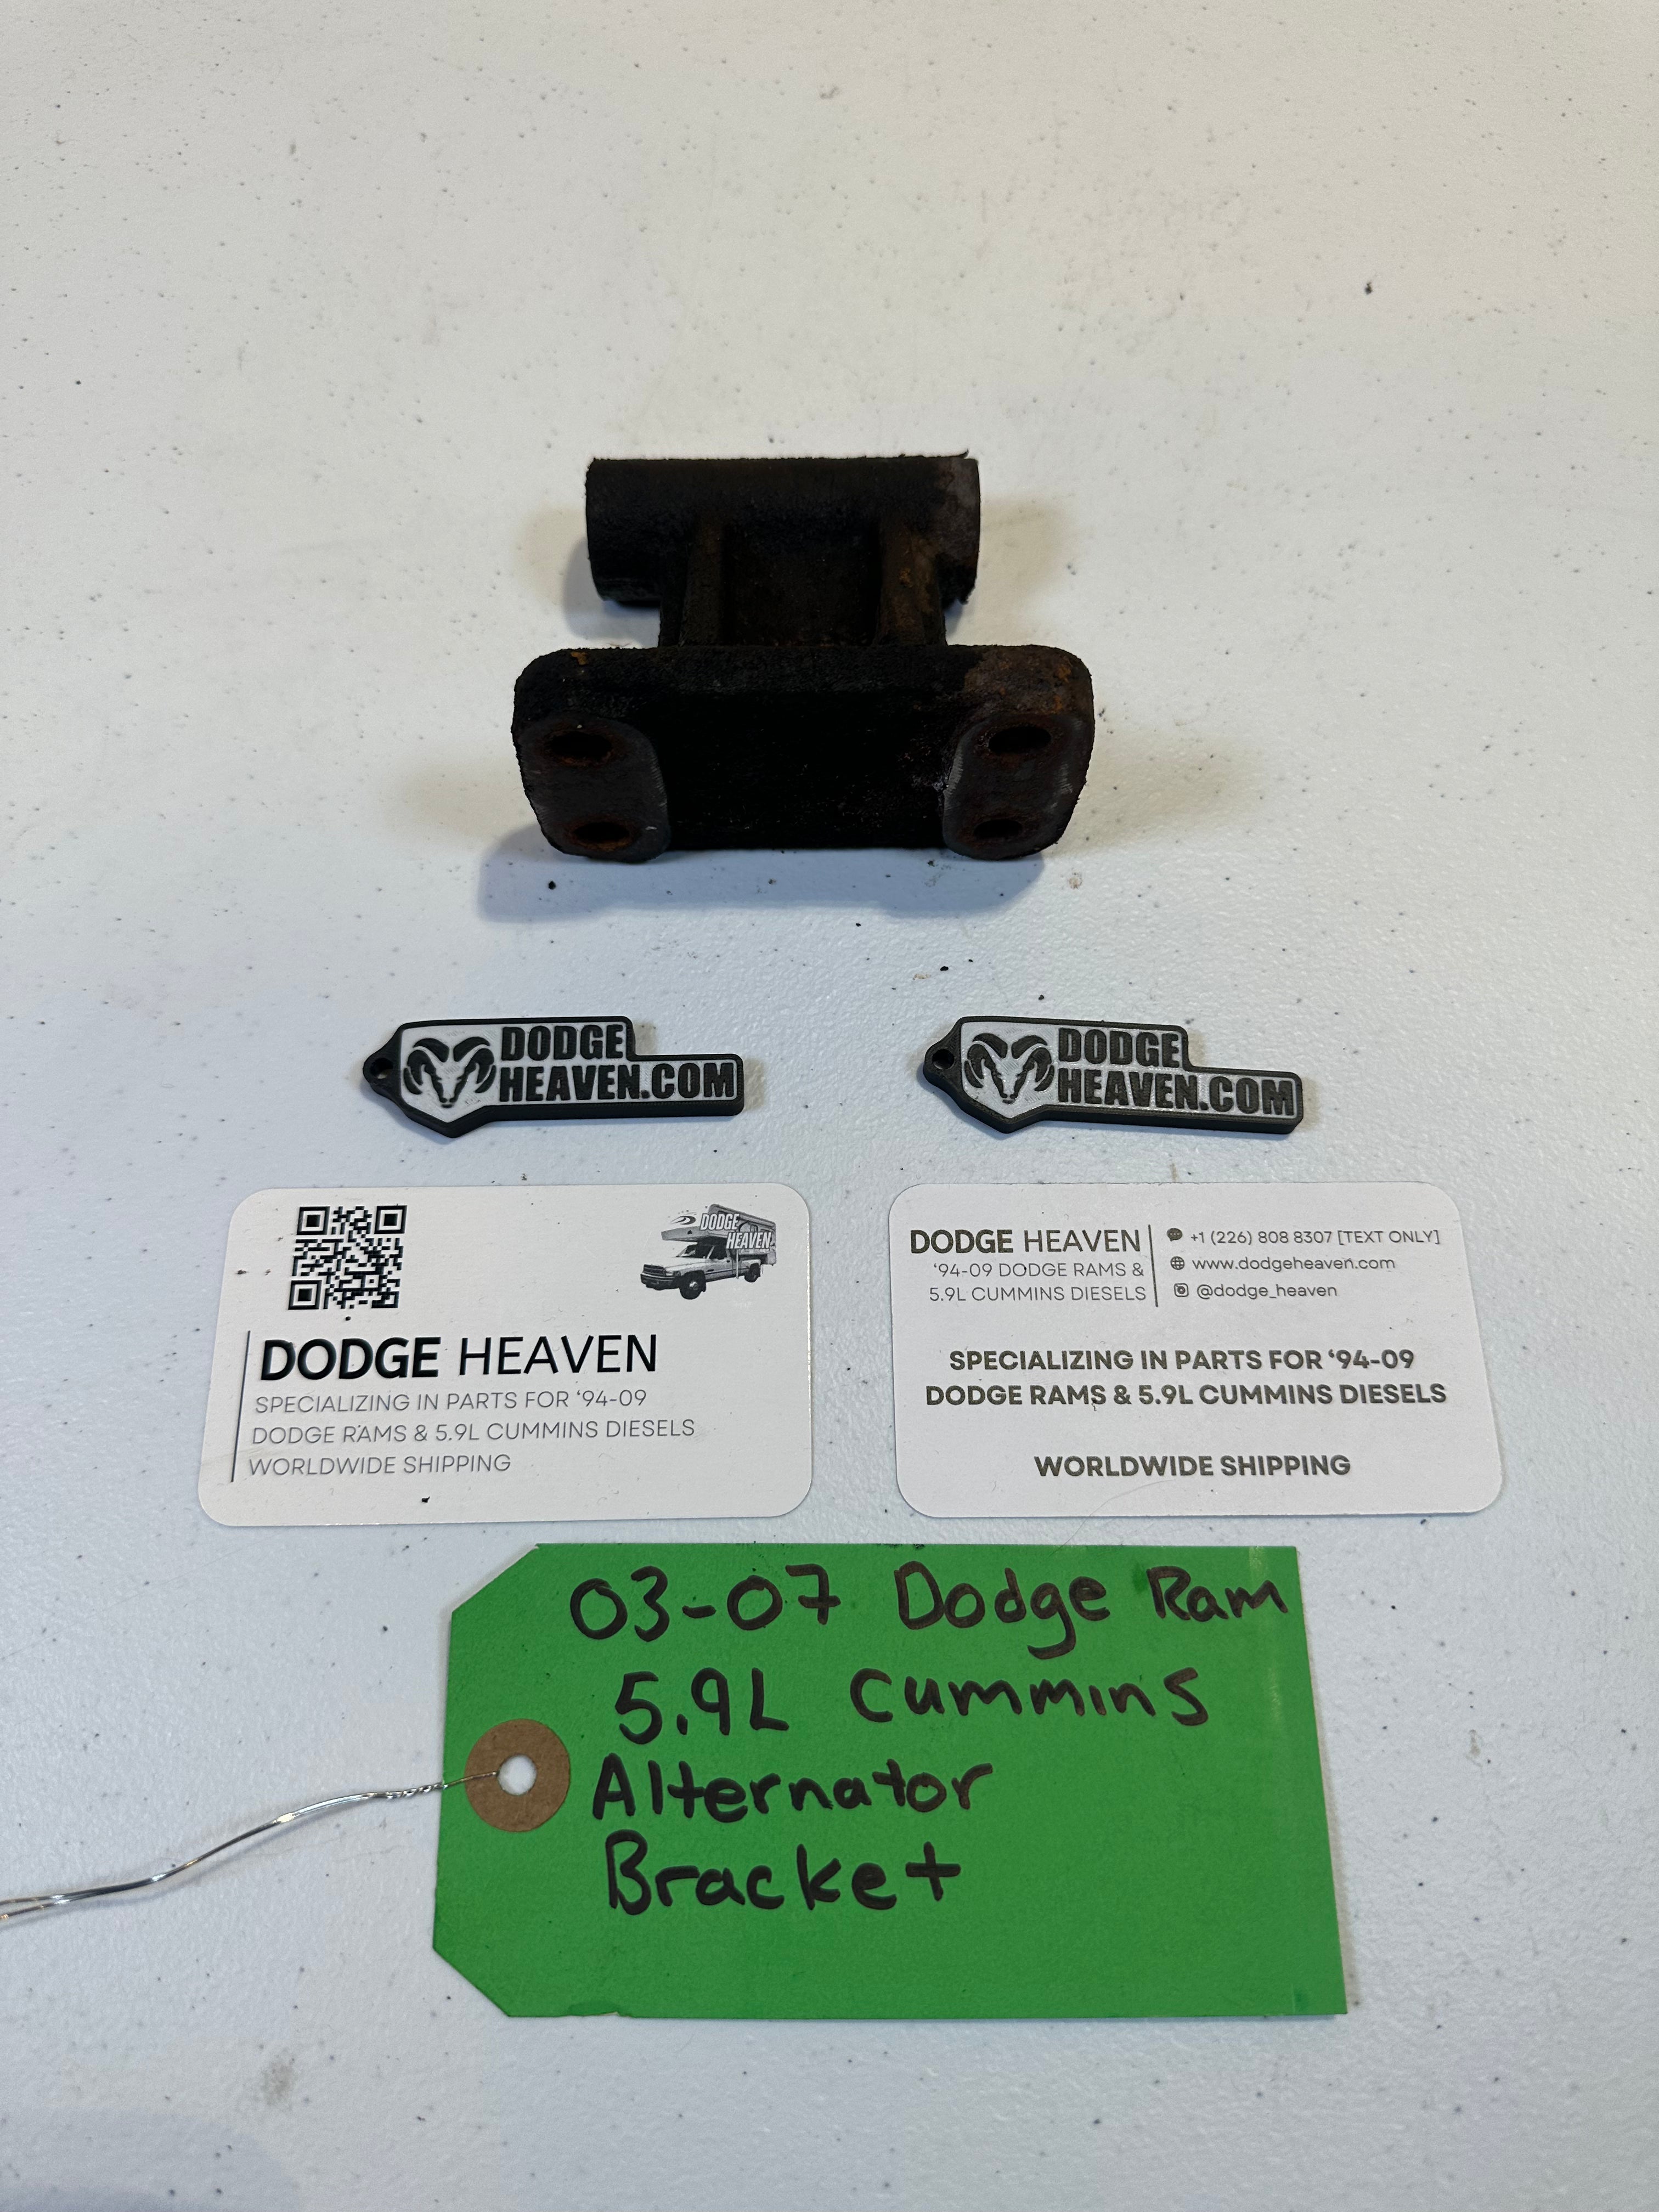 DODGE
HEAVEN.COM
DODGE
HEAVEN.COM
DODGE
HEAVEN
DODGE HEAVEN
SPECIALIZING IN PARTS FOR ‘94-09
DODGE RAMS & 5.9L CUMMINS DIESELS
WORLDWIDE SHIPPING
DODGE HEAVEN
‘94-09 DODGE RAMS &
5.9L CUMMINS DIESELS
+1 (226) 808 8307 [TEXT ONLY]
www.dodgeheaven.com
@dodge_heaven
SPECIALIZING IN PARTS FOR ‘94-09
DODGE RAMS & 5.9L CUMMINS DIESELS
WORLDWIDE SHIPPING
03-07 Dodge Ram
5.9L Cummins
Alternator
Bracket